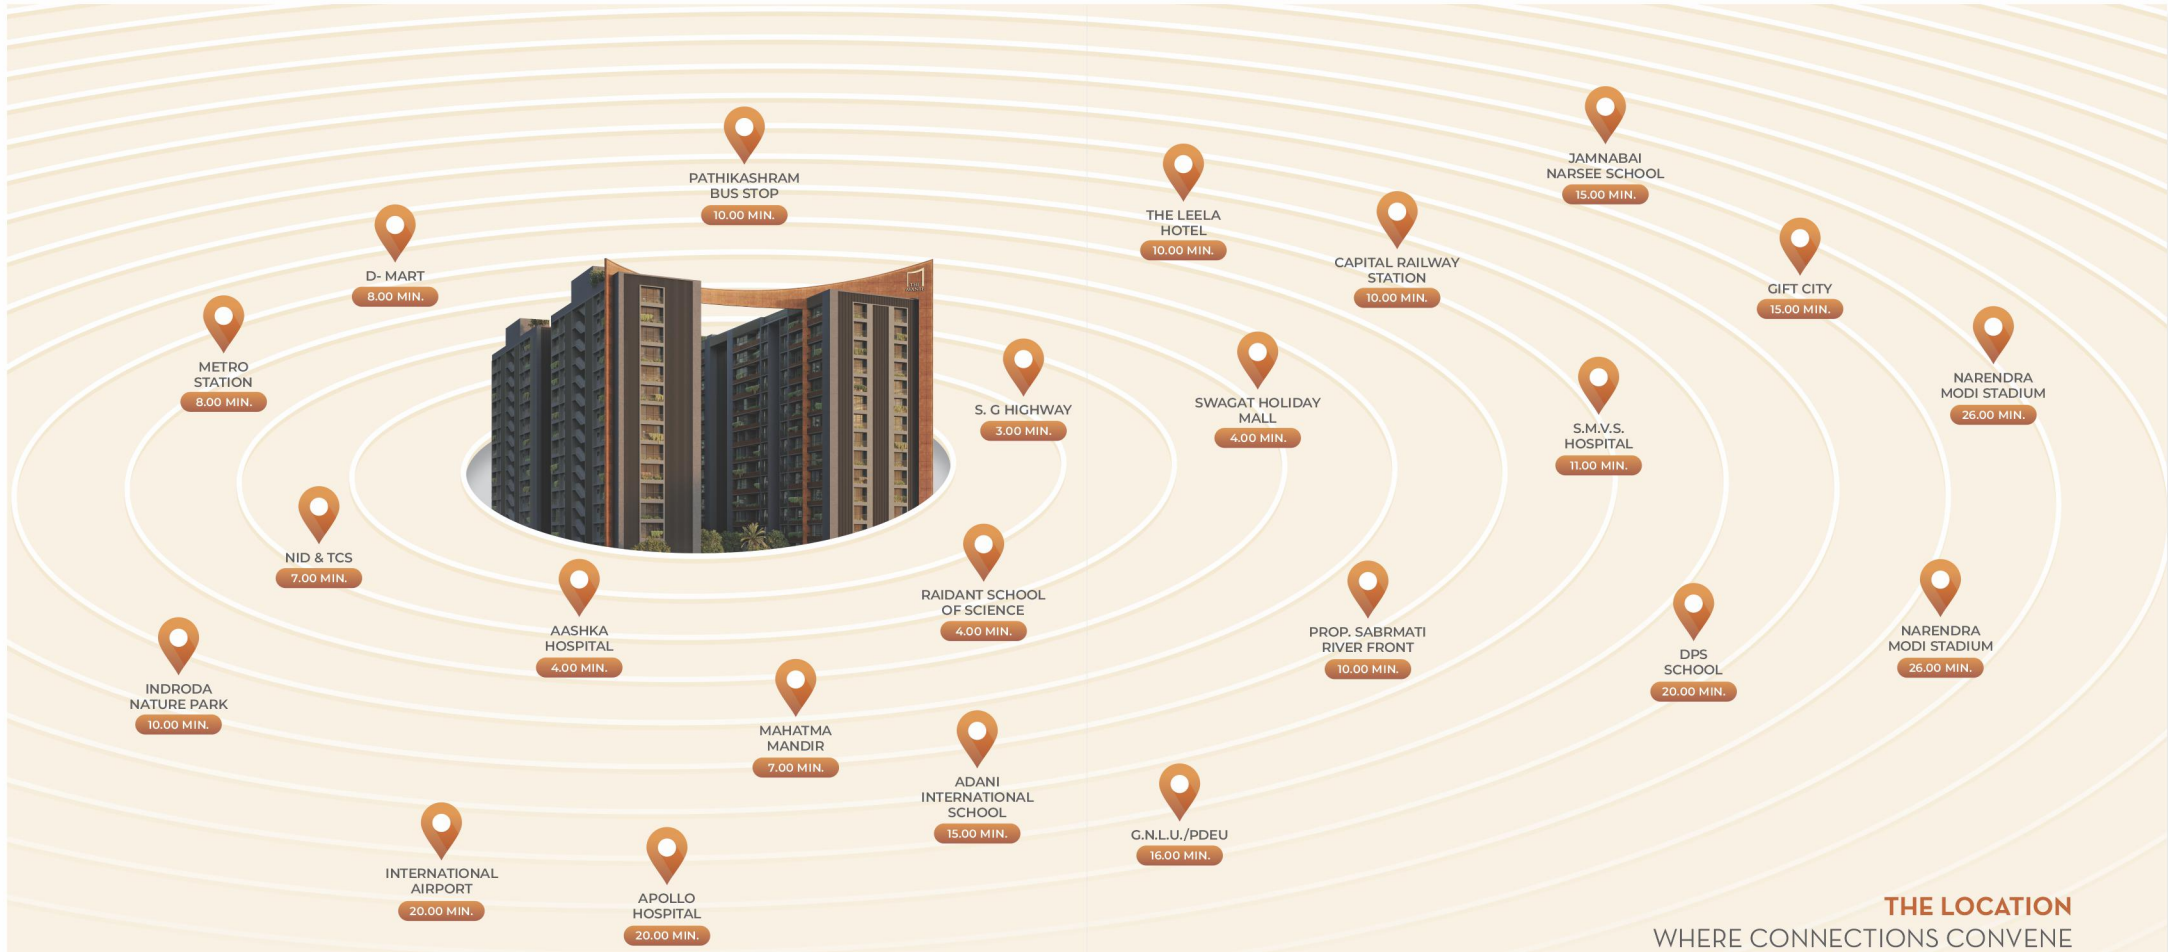 JAMNABAI
NARSEE SCHOOL
15.00 MIN.
PATHIKASHRAM
BUS STOP
10.00 MIN.
THE LEELA
HOTEL
10.00 MIN.
CAPITAL RAILWAY
STATION
10.00 MIN.
D- MART
8.00 MIN.
GIFT CITY
15.00 MIN.
METRO
STATION
8.00 MIN.
NARENDRA
MODI STADIUM
26.00 MIN.
S. G HIGHWAY
3.00 MIN.
SWAGAT HOLIDAY
MALL
4.00 MIN.
S.M.V.S.
HOSPITAL
11.00 MIN.
NID & TCS
7.00 MIN.
RAIDANT SCHOOL
OF SCIENCE
4.00 MIN.
AASHKA
HOSPITAL
4.00 MIN.
PROP. SABRMATI
RIVER FRONT
10.00 MIN.
NARENDRA
MODI STADIUM
26.00 MIN.
DPS
SCHOOL
20.00 MIN.
INDRODA
NATURE PARK
10.00 MIN.
MAHATMA
MANDIR
7.00 MIN.
ADANI
INTERNATIONAL
SCHOOL
15.00 MIN.
G.N.L.U./PDEU
16.00 MIN.
INTERNATIONAL
AIRPORT
20.00 MIN.
APOLLO
HOSPITAL
20.00 MIN.
THE LOCATION
WHERE CONNECTIONS CONVENE